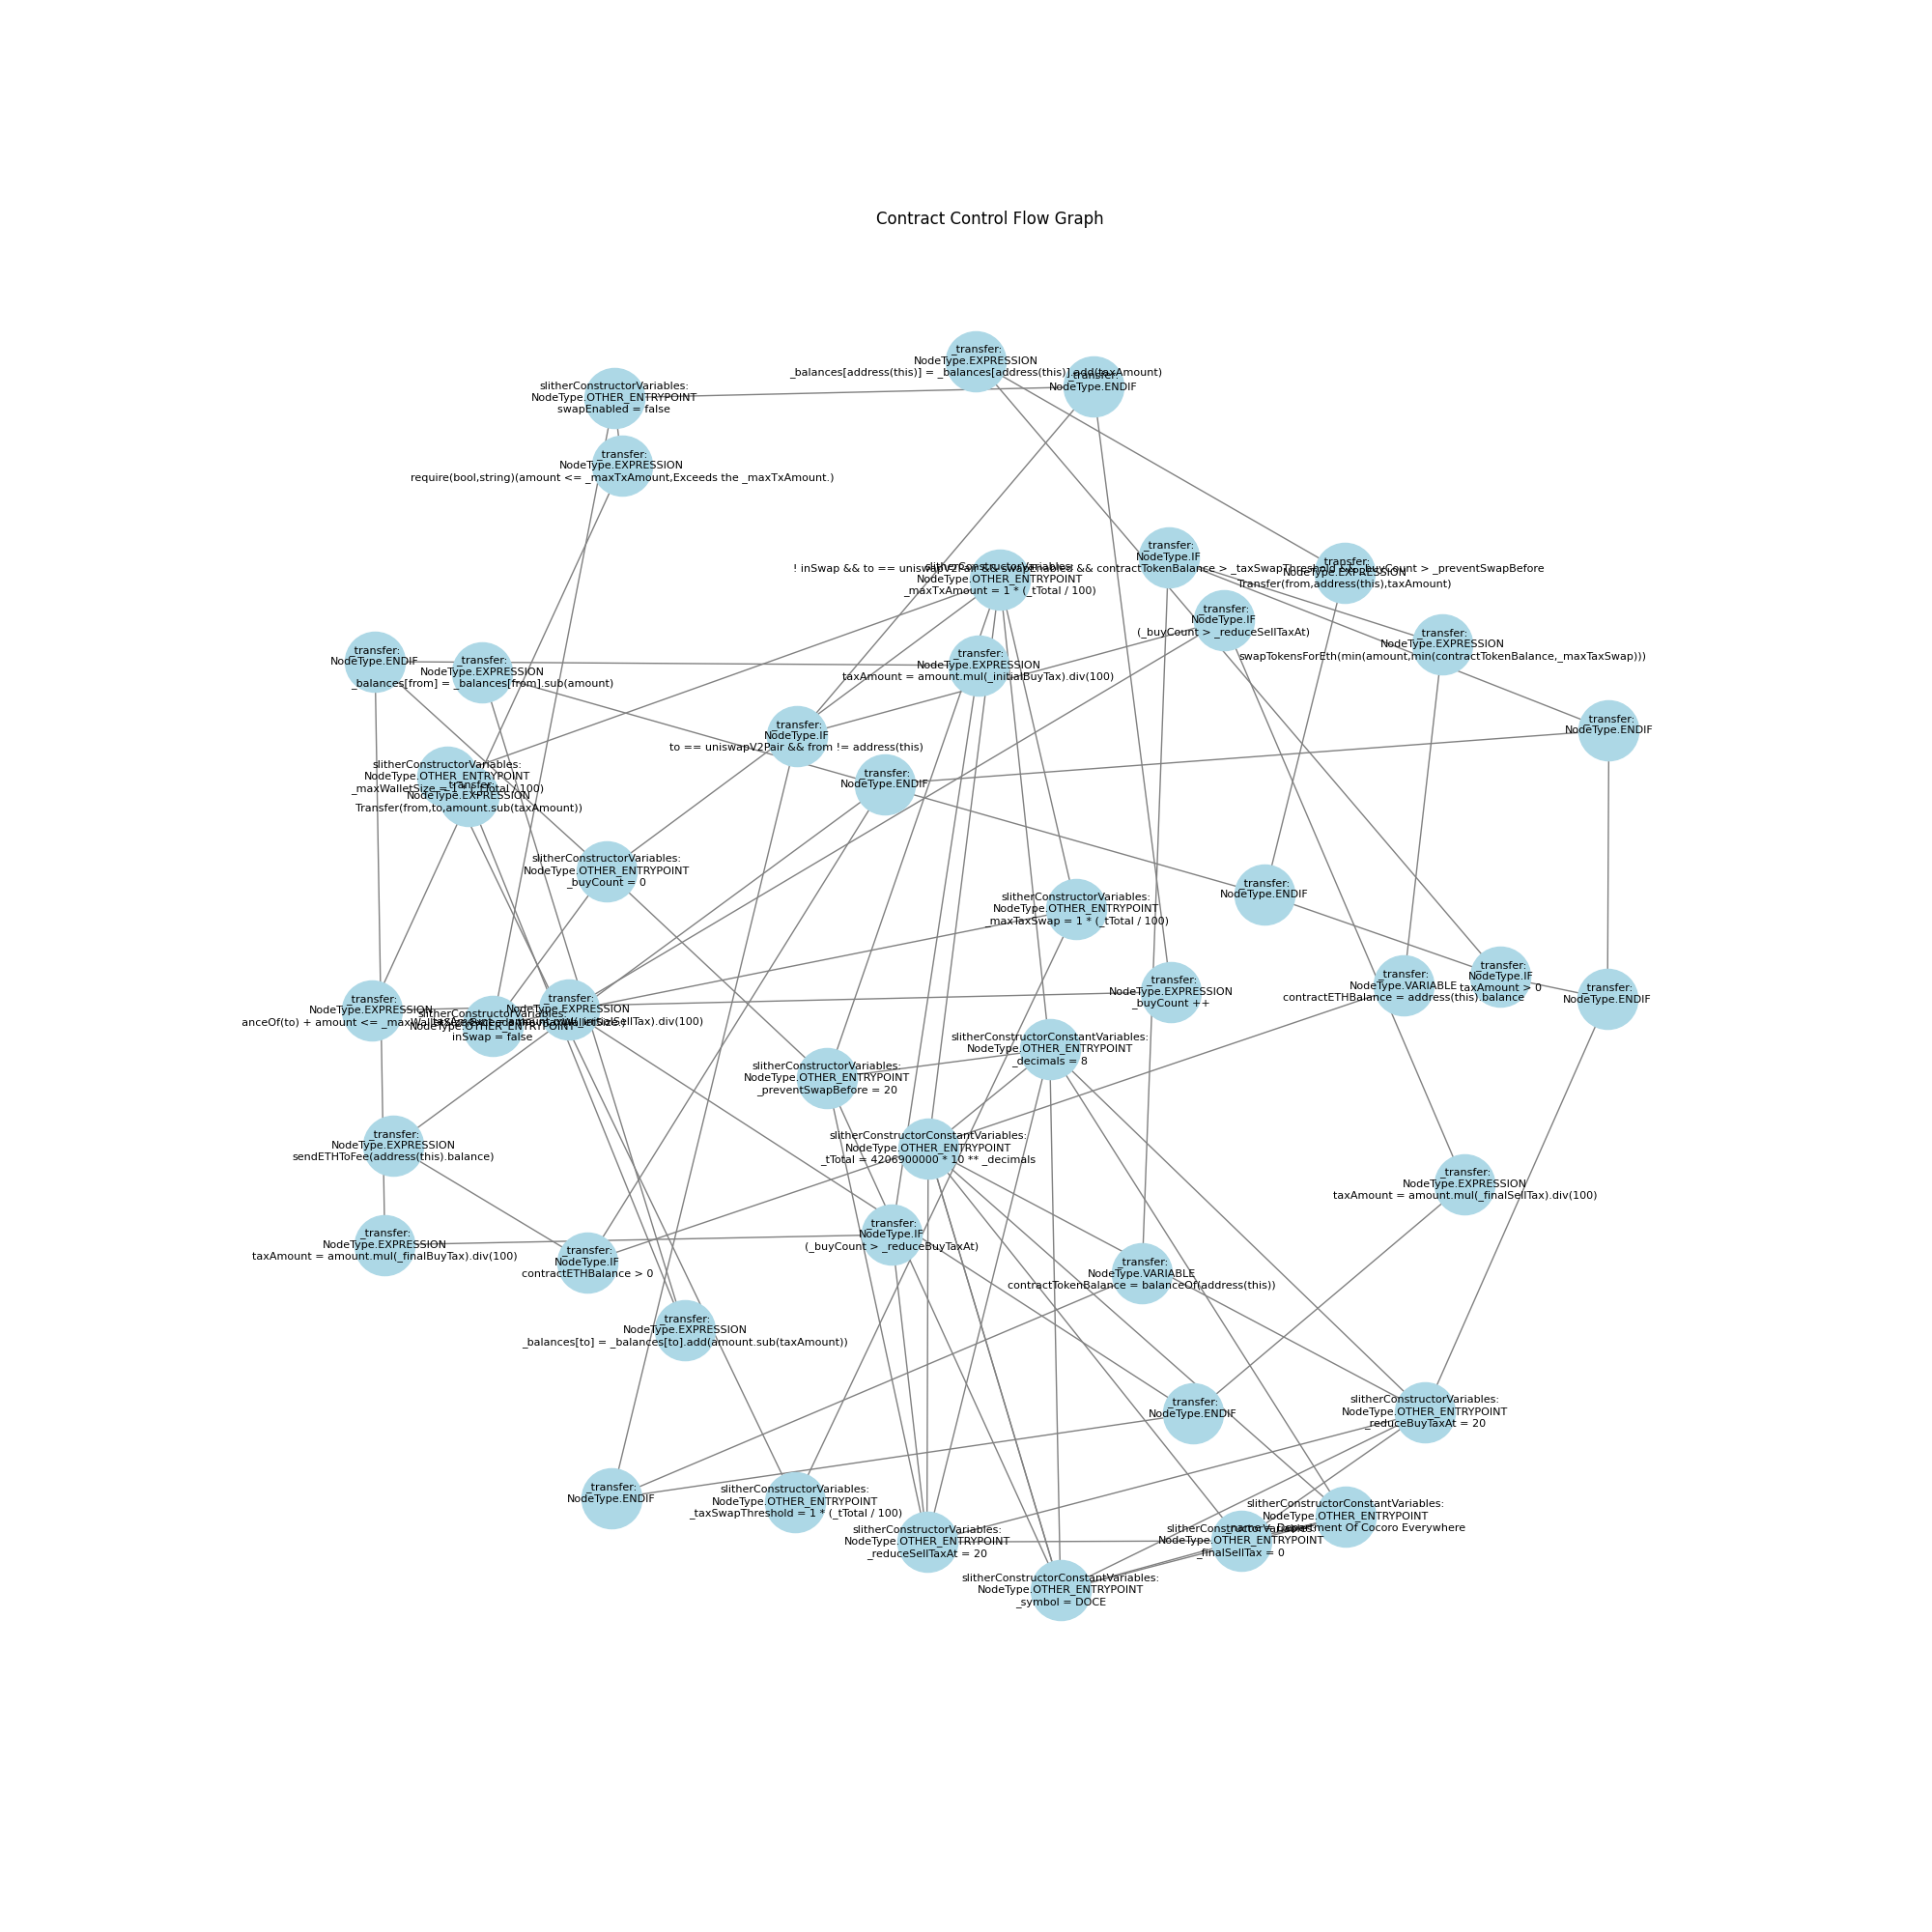 Contract Control Flow Graph
_transfer:
NodeType.EXPRESSION
_balances[address(this)] = _balances[address(this)].add(taxAmount)
_transfer:
NodeType.ENDIF
slitherConstructorVariables:
NodeType.OTHER_ENTRYPOINT
swapEnabled = false
_transfer:
NodeType.EXPRESSION
require(bool,string)(amount <= _maxTxAmount,Exceeds the _maxTxAmount.)
_transfer:
NodeType.IF
! inSwap && to == uniswapV2Pair && swapEnabled && contractTokenBalance > _taxSwapThreshold && _buyCount > _preventSwapBefore
slitherConstructorVariables:
NodeType.OTHER_ENTRYPOINT
_maxTxAmount = 1 * (_tTotal / 100)
_transfer:
NodeType.EXPRESSION
Transfer(from,address(this),taxAmount)
_transfer:
NodeType.IF
(_buyCount > _reduceSellTaxAt)
_transfer:
NodeType.EXPRESSION
swapTokensForEth(min(amount,min(contractTokenBalance,_maxTaxSwap)))
_transfer:
NodeType.ENDIF
_transfer:
NodeType.EXPRESSION
_balances[from] = _balances[from].sub(amount)
_transfer:
NodeType.EXPRESSION
taxAmount = amount.mul(_initialBuyTax).div(100)
_transfer:
NodeType.IF
to == uniswapV2Pair && from != address(this)
_transfer:
NodeType.ENDIF
slitherConstructorVariables:
NodeType.OTHER_ENTRYPOINT
_maxWalletSize = 1 * (_tTotal / 100)
_transfer:
NodeType.EXPRESSION
Transfer(from,to,amount.sub(taxAmount))
_transfer:
NodeType.ENDIF
slitherConstructorVariables:
NodeType.OTHER_ENTRYPOINT
_buyCount = 0
_transfer:
NodeType.ENDIF
slitherConstructorVariables:
NodeType.OTHER_ENTRYPOINT
_maxTaxSwap = 1 * (_tTotal / 100)
_transfer:
NodeType.VARIABLE
contractETHBalance = address(this).balance
_transfer:
NodeType.IF
taxAmount > 0
_transfer:
NodeType.ENDIF
_transfer:
NodeType.EXPRESSION
_buyCount ++
_transfer:
NodeType.EXPRESSION
anceOf(to) + amount <=
_transfer:
NodeType.EXPRESSION
taxAmount = amount.mul(_initialSellTax).div(100)
slitherConstructorVariables:
NodeType.OTHER_ENTRYPOINT
inSwap = false
slitherConstructorConstantVariables:
NodeType.OTHER_ENTRYPOINT
_decimals = 8
slitherConstructorVariables:
NodeType.OTHER_ENTRYPOINT
_preventSwapBefore = 20
_transfer:
NodeType.EXPRESSION
sendETHToFee(address(this).balance)
slitherConstructorConstantVariables:
NodeType.OTHER_ENTRYPOINT
_tTotal = 4206900000 * 10 ** _decimals
_transfer:
NodeType.EXPRESSION
taxAmount = amount.mul(_finalSellTax).div(100)
_transfer:
NodeType.EXPRESSION
taxAmount = amount.mul(_finalBuyTax).div(100)
_transfer:
NodeType.IF
(_buyCount > _reduceBuyTaxAt)
_transfer:
NodeType.IF
contractETHBalance > 0
_transfer:
NodeType.VARIABLE
contractTokenBalance = balanceOf(address(this))
_transfer:
NodeType.EXPRESSION
_balances[to] = _balances[to].add(amount.sub(taxAmount))
_transfer:
NodeType.ENDIF
slitherConstructorVariables:
NodeType.OTHER_ENTRYPOINT
_reduceBuyTaxAt = 20
_transfer:
NodeType.ENDIF
slitherConstructorVariables:
NodeType.OTHER_ENTRYPOINT
_taxSwapThreshold = 1 * (_tTotal / 100)
slitherConstructorVariables:
NodeType.OTHER_ENTRYPOINT
_reduceSellTaxAt = 20
slitherConstructorConstantVariables:
NodeType.OTHER_ENTRYPOINT
_name = Department Of Cocoro Everywhere
slitherConstructorVariables:
NodeType.OTHER_ENTRYPOINT
_finalSellTax = 0
slitherConstructorConstantVariables:
NodeType.OTHER_ENTRYPOINT
_symbol = DOCE